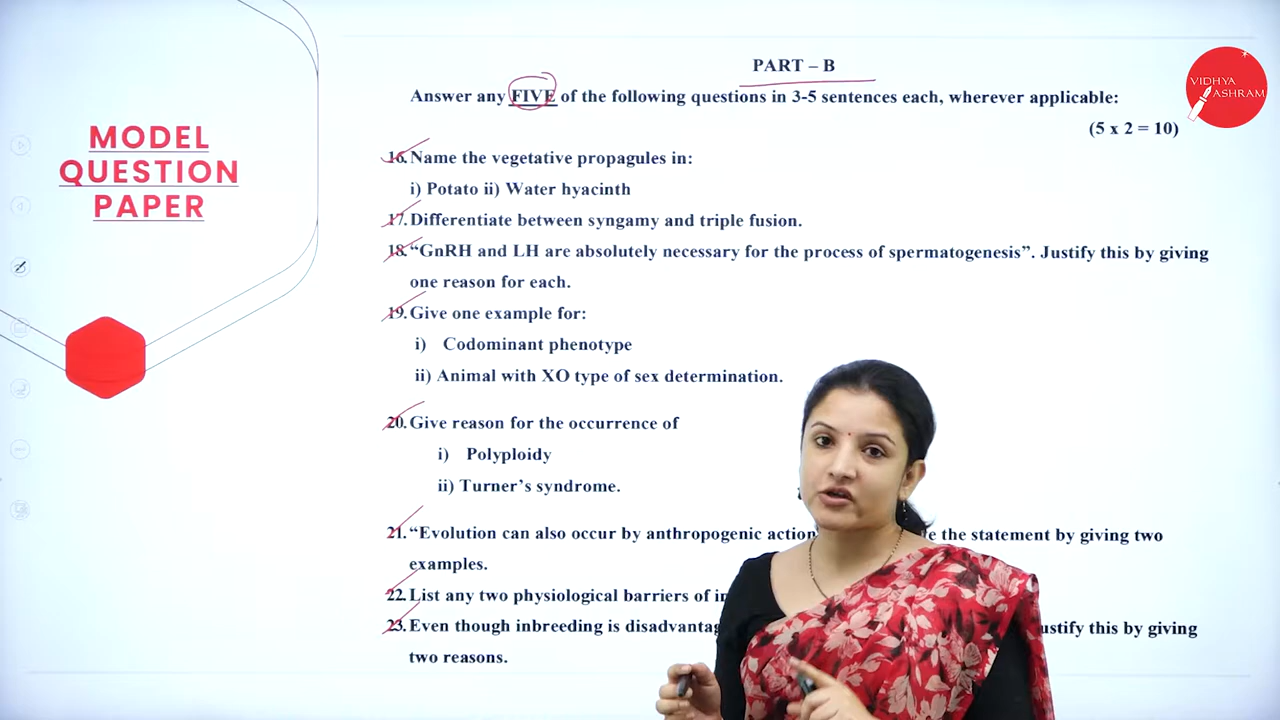 MODEL
QUESTION
PAPER
VIDHYA
ASHRAM
PART – B
Answer any FIVE of the following questions in 3-5 sentences each, wherever applicable:
(5 x 2 = 10)
16. Name the vegetative propagules in:
i) Potato ii) Water hyacinth
17. Differentiate between syngamy and triple fusion.
18. “GnRH and LH are absolutely necessary for the process of spermatogenesis”. Justify this by giving
one reason for each.
19. Give one example for:
i) Codominant phenotype
ii) Animal with XO type of sex determination.
20. Give reason for the occurrence of
i) Polyploidy
ii) Turner’s syndrome.
21. “Evolution can also occur by anthropogenic action the statement by giving two
examples.
22. List any two physiological barriers of
23. Even though inbreeding is by giving
two reasons.